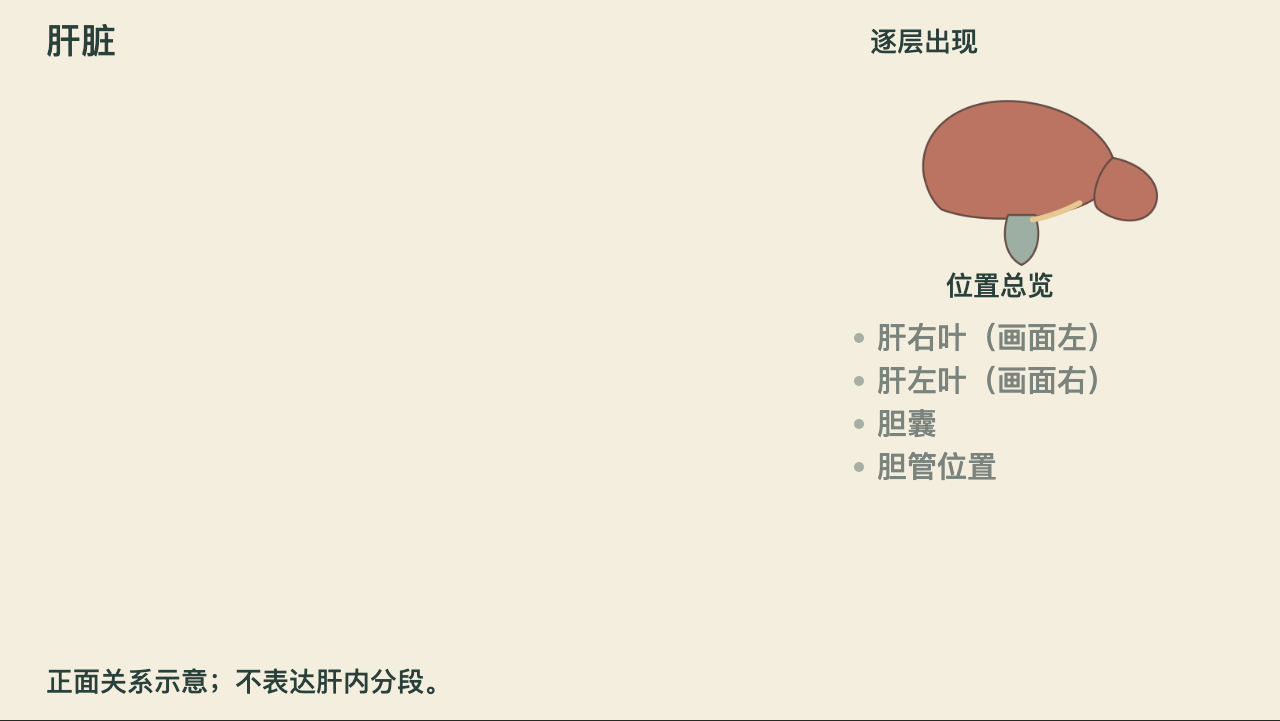 肝脏
逐层出现
位置总览
肝右叶（画面左）
肝左叶（画面右）
胆囊
胆管位置
正面关系示意；不表达肝内分段。